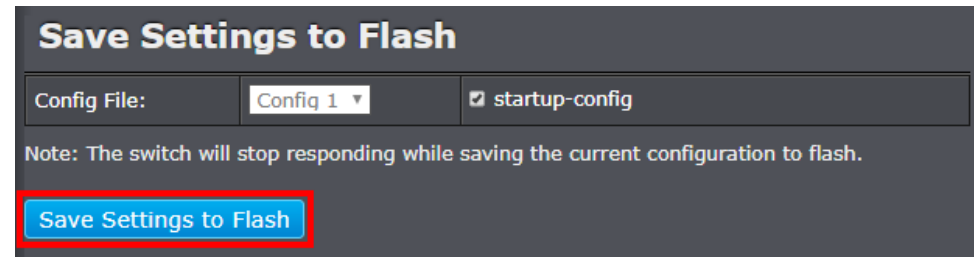 Save Settings to Flash
Config File: Config 1 startup-config
Note: The switch will stop responding while saving the current configuration to flash.
Save Settings to Flash